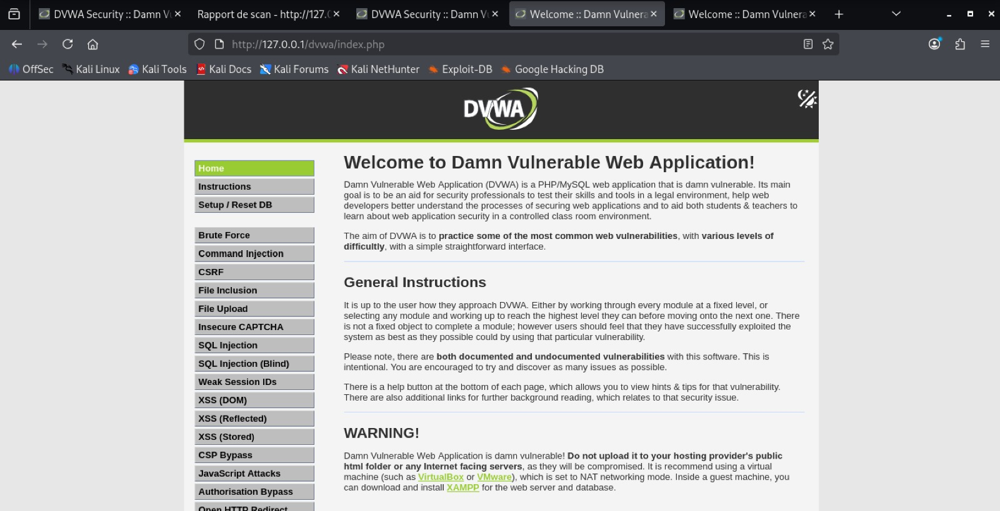 DVWA Security :: Damn Vu
Rapport de scan - http://127.0
DVWA Security :: Damn Vu
Welcome :: Damn Vulnera
Welcome :: Damn Vulnera
http://127.0.0.1/dvwa/index.php
OffSec Kali Linux Kali Tools Kali Docs Kali Forums Kali NetHunter Exploit-DB Google Hacking DB
DVWA
Home
Instructions
Setup / Reset DB
Brute Force
Command Injection
CSRF
File Inclusion
File Upload
Insecure CAPTCHA
SQL Injection
SQL Injection (Blind)
Weak Session IDs
XSS (DOM)
XSS (Reflected)
XSS (Stored)
CSP Bypass
JavaScript Attacks
Authorisation Bypass
Open HTTP Redirect
Welcome to Damn Vulnerable Web Application!
Damn Vulnerable Web Application (DVWA) is a PHP/MySQL web application that is damn vulnerable. Its main
goal is to be an aid for security professionals to test their skills and tools in a legal environment, help web
developers better understand the processes of securing web applications and to aid both students & teachers to
learn about web application security in a controlled class room environment.
The aim of DVWA is to practice some of the most common web vulnerabilities, with various levels of
difficultly, with a simple straightforward interface.
General Instructions
It is up to the user how they approach DVWA. Either by working through every module at a fixed level, or
selecting any module and working up to reach the highest level they can before moving onto the next one. There
is not a fixed object to complete a module; however users should feel that they have successfully exploited the
system as best as they possible could by using that particular vulnerability.
Please note, there are both documented and undocumented vulnerabilities with this software. This is
intentional. You are encouraged to try and discover as many issues as possible.
There is a help button at the bottom of each page, which allows you to view hints & tips for that vulnerability.
There are also additional links for further background reading, which relates to that security issue.
WARNING!
Damn Vulnerable Web Application is damn vulnerable! Do not upload it to your hosting provider's public
html folder or any Internet facing servers, as they will be compromised. It is recommend using a virtual
machine (such as VirtualBox or VMware), which is set to NAT networking mode. Inside a guest machine, you
can download and install XAMPP for the web server and database.